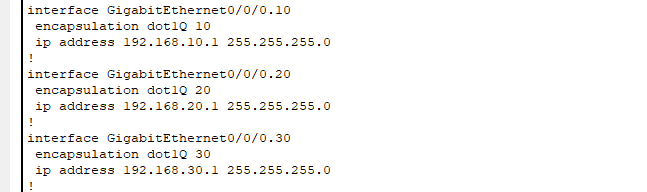 interface GigabitEthernet0/0/0.10
encapsulation dot1Q 10
ip address 192.168.10.1 255.255.255.0
!
interface GigabitEthernet0/0/0.20
encapsulation dot1Q 20
ip address 192.168.20.1 255.255.255.0
!
interface GigabitEthernet0/0/0.30
encapsulation dot1Q 30
ip address 192.168.30.1 255.255.255.0
!